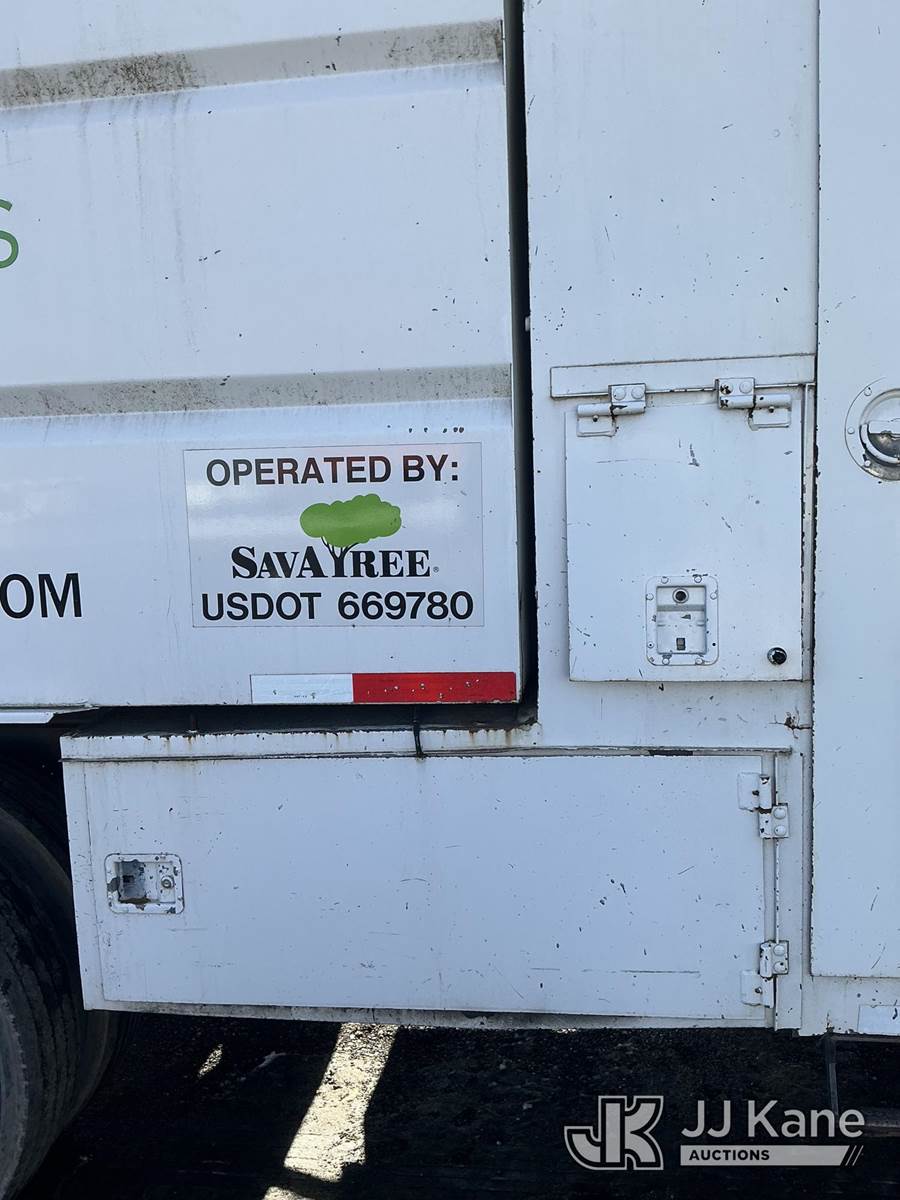 S
OPERATED BY:
SAVATREE®
USDOT 669780
OM
JJ Kane
AUCTIONS